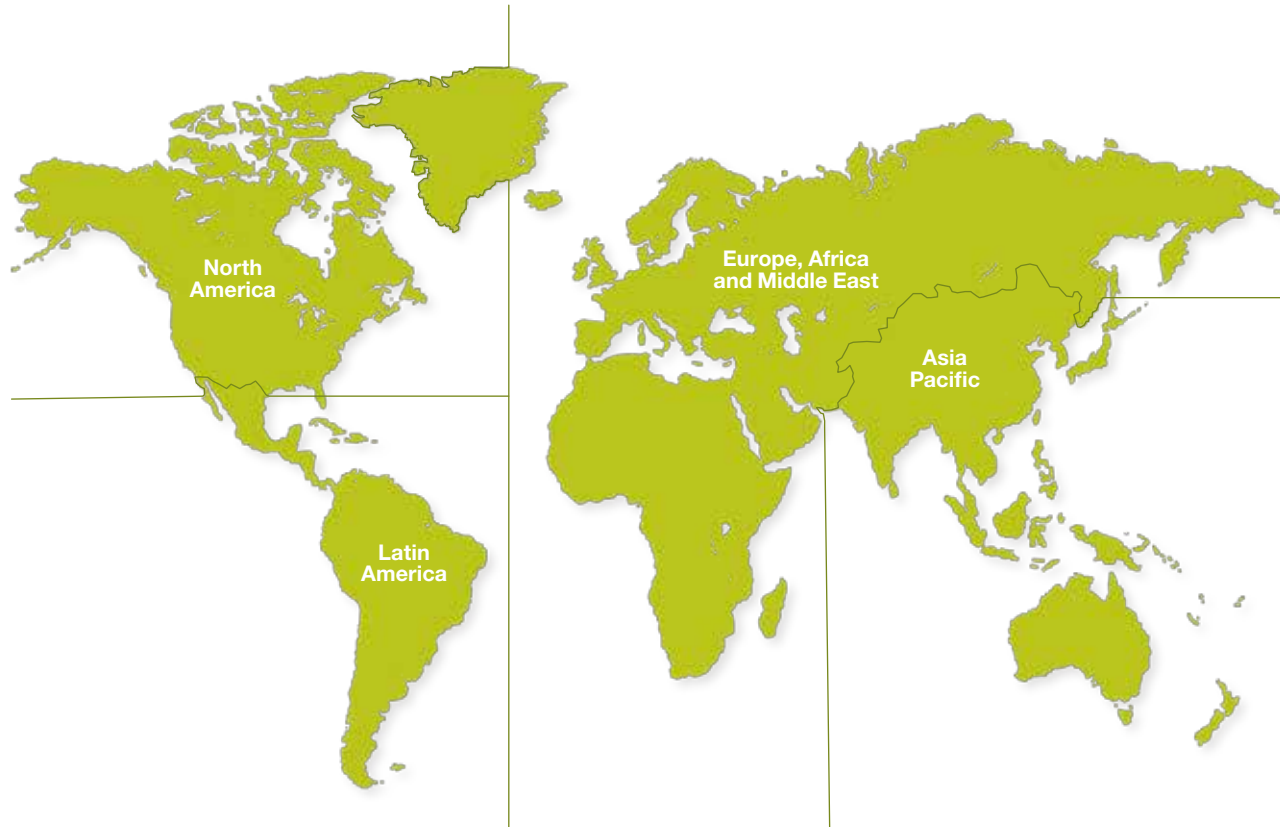 North
America
Europe, Africa
and Middle East
Asia
Pacific
Latin
America